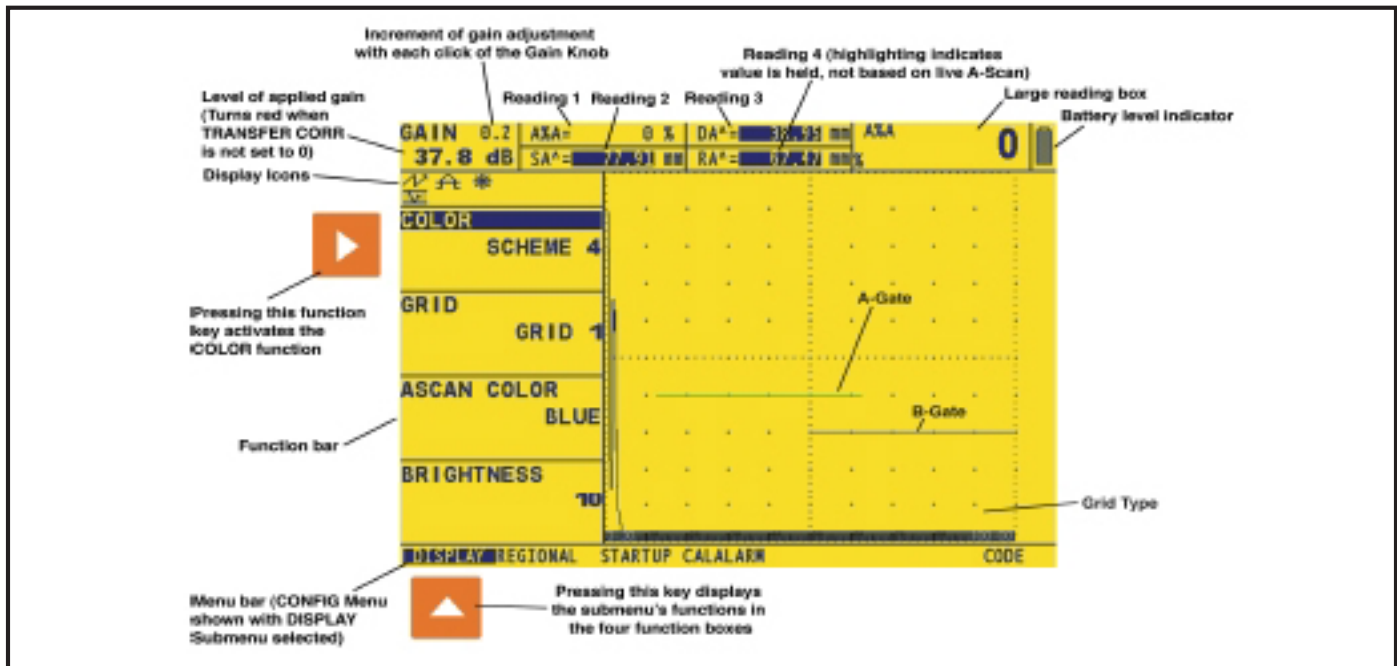 Increment of gain adjustment
with each click of the Gain Knob
Reading 4 (highlighting indicates
value is held, not based on live A-Scan)
Level of applied gain
(Turns red when
TRANSFER CORR
is not set to 0)
Reading 1
Reading 2
Reading 3
Large reading box
Battery level indicator
GAIN 0.2
37.8 dB
A%A= 0 %
SA^= mm
DA^= mm
RA^= mm
A%A
0
%
Display Icons
COLOR
SCHEME 4
Pressing this function
key activates the
COLOR function
GRID
GRID 1
A-Gate
ASCAN COLOR
BLUE
B-Gate
Function bar
BRIGHTNESS
10
Grid Type
DISPLAY REGIONAL STARTUP CALALARM CODE
Menu bar (CONFIG Menu
shown with DISPLAY
Submenu selected)
Pressing this key displays
the submenu's functions in
the four function boxes